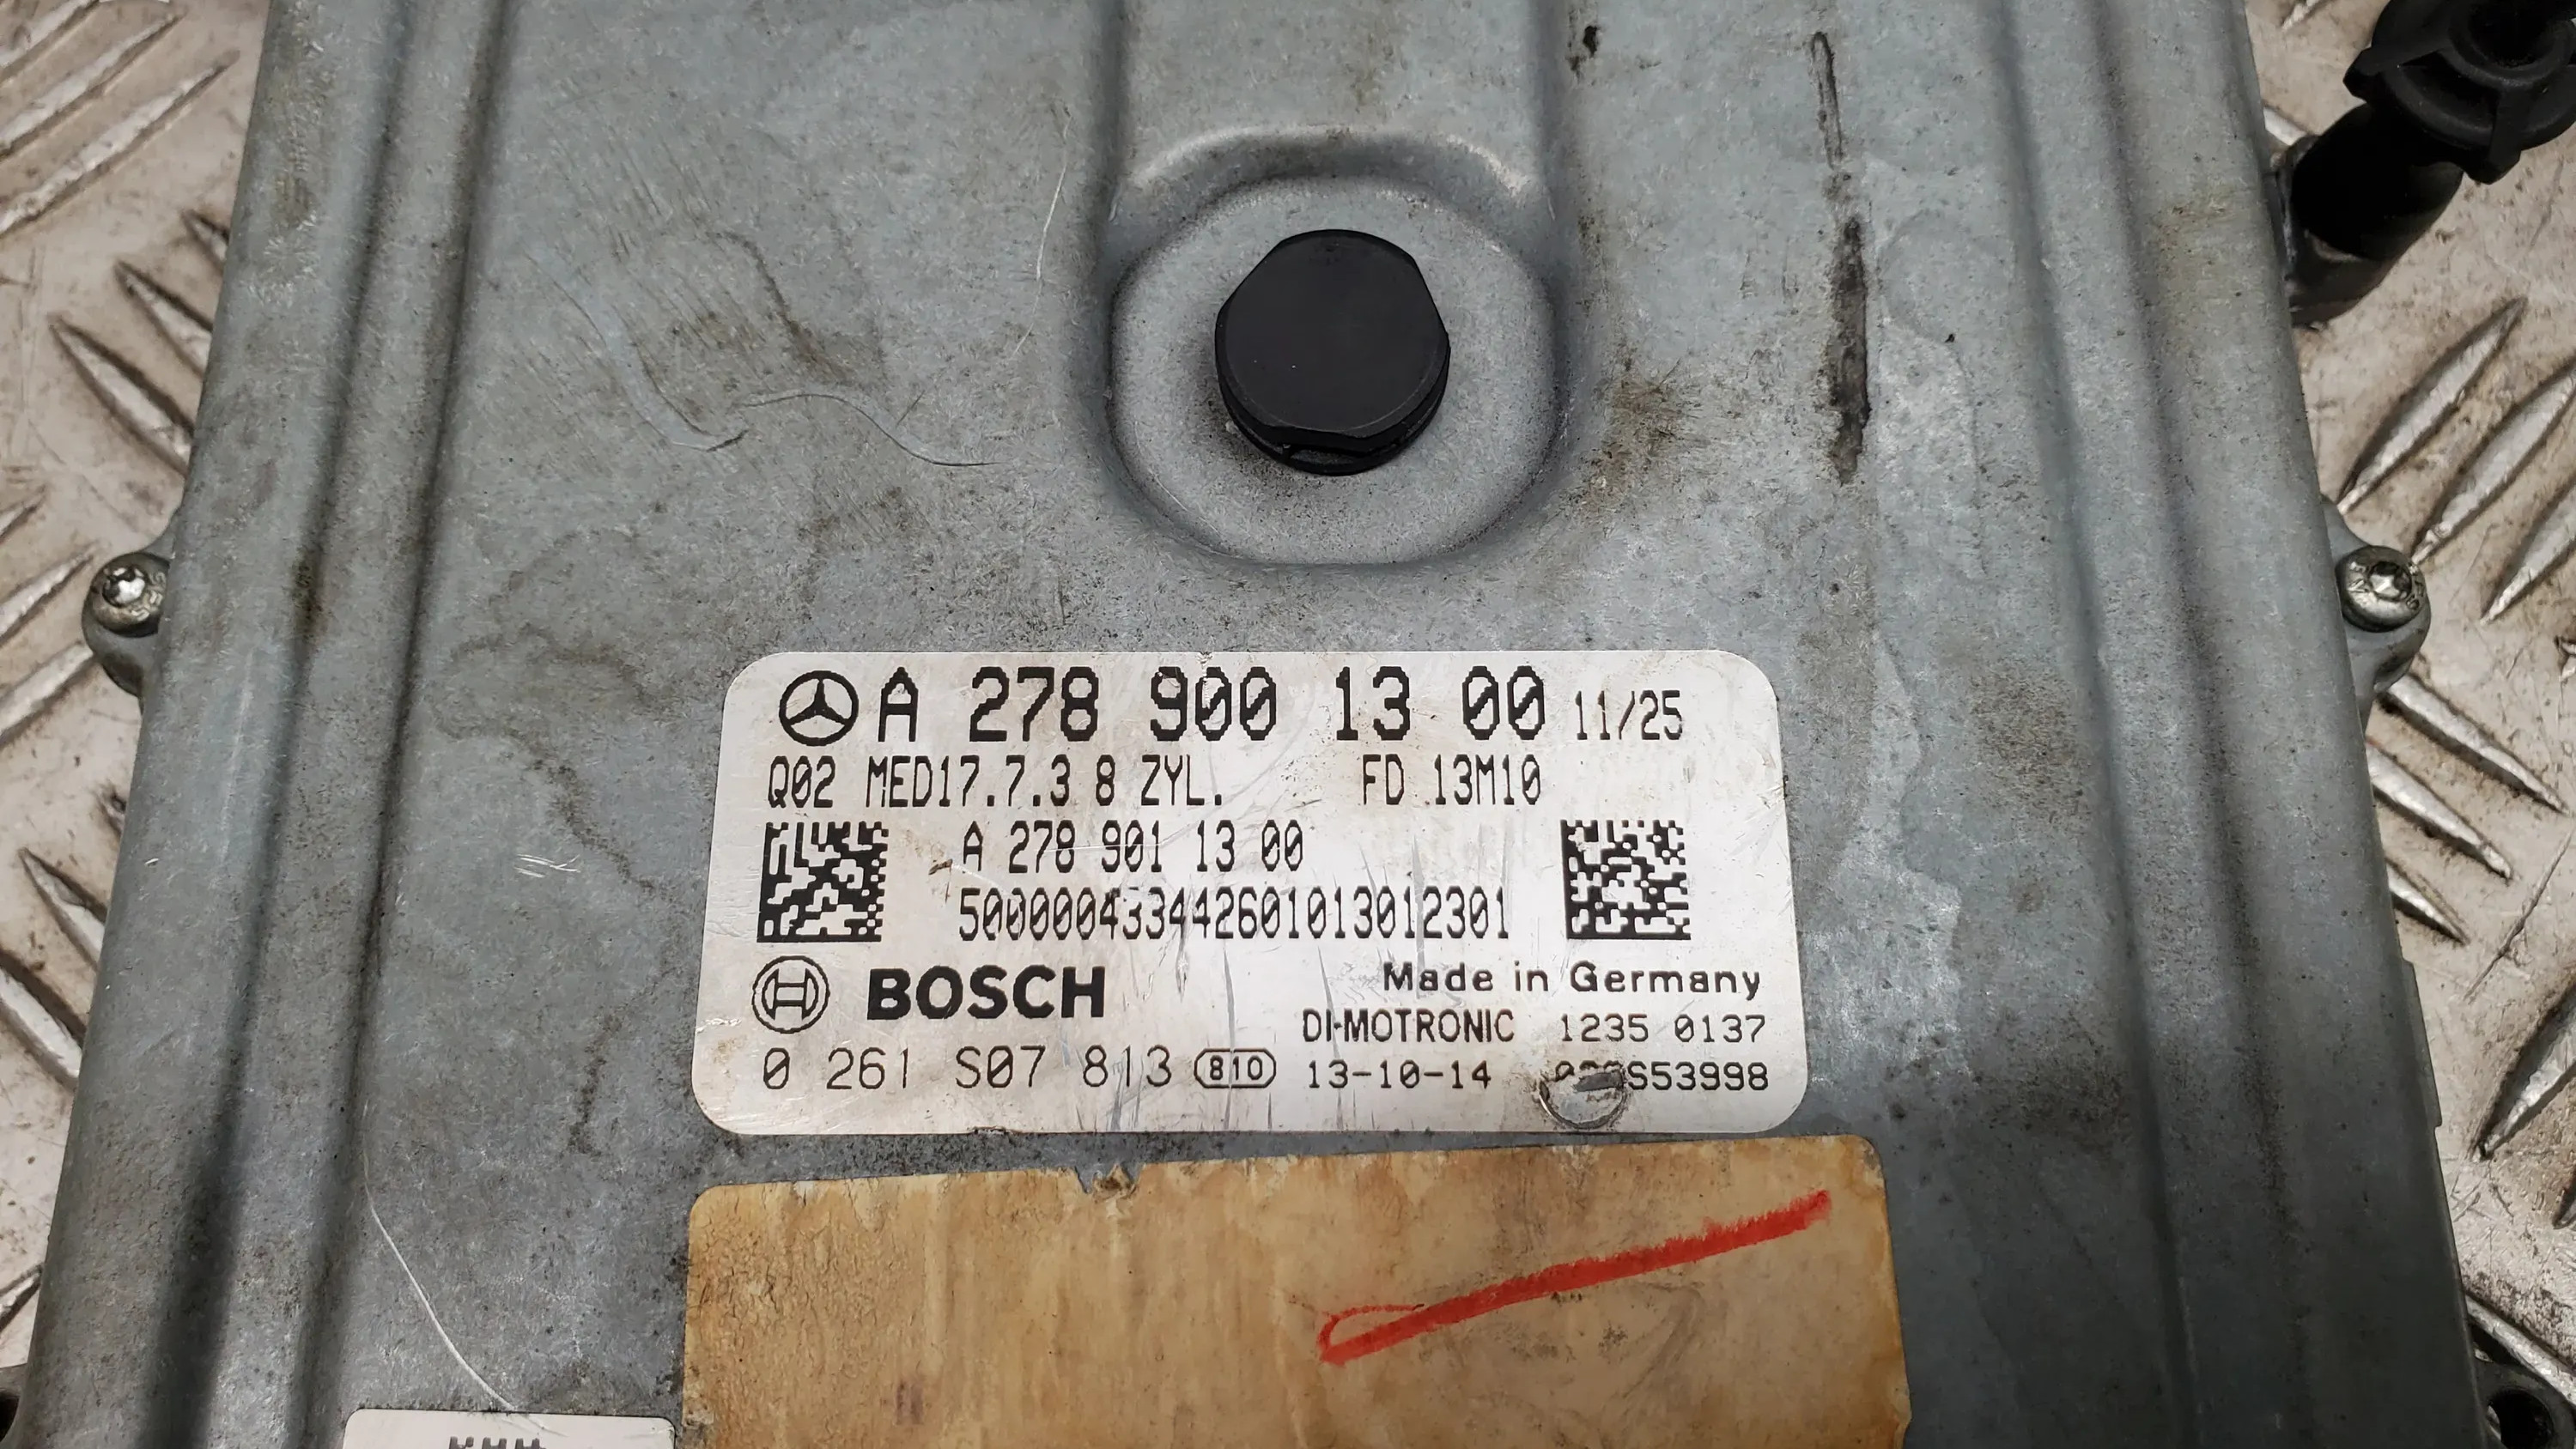 A 278 900 13 00 11/25
Q02 MED17.7.3 8 ZYL. FD 13M10
A 278 901 13 00
500000433442601013012301
BOSCH
Made in Germany
DI-MOTRONIC 1235 0137
0 261 S07 813 810 13-10-14